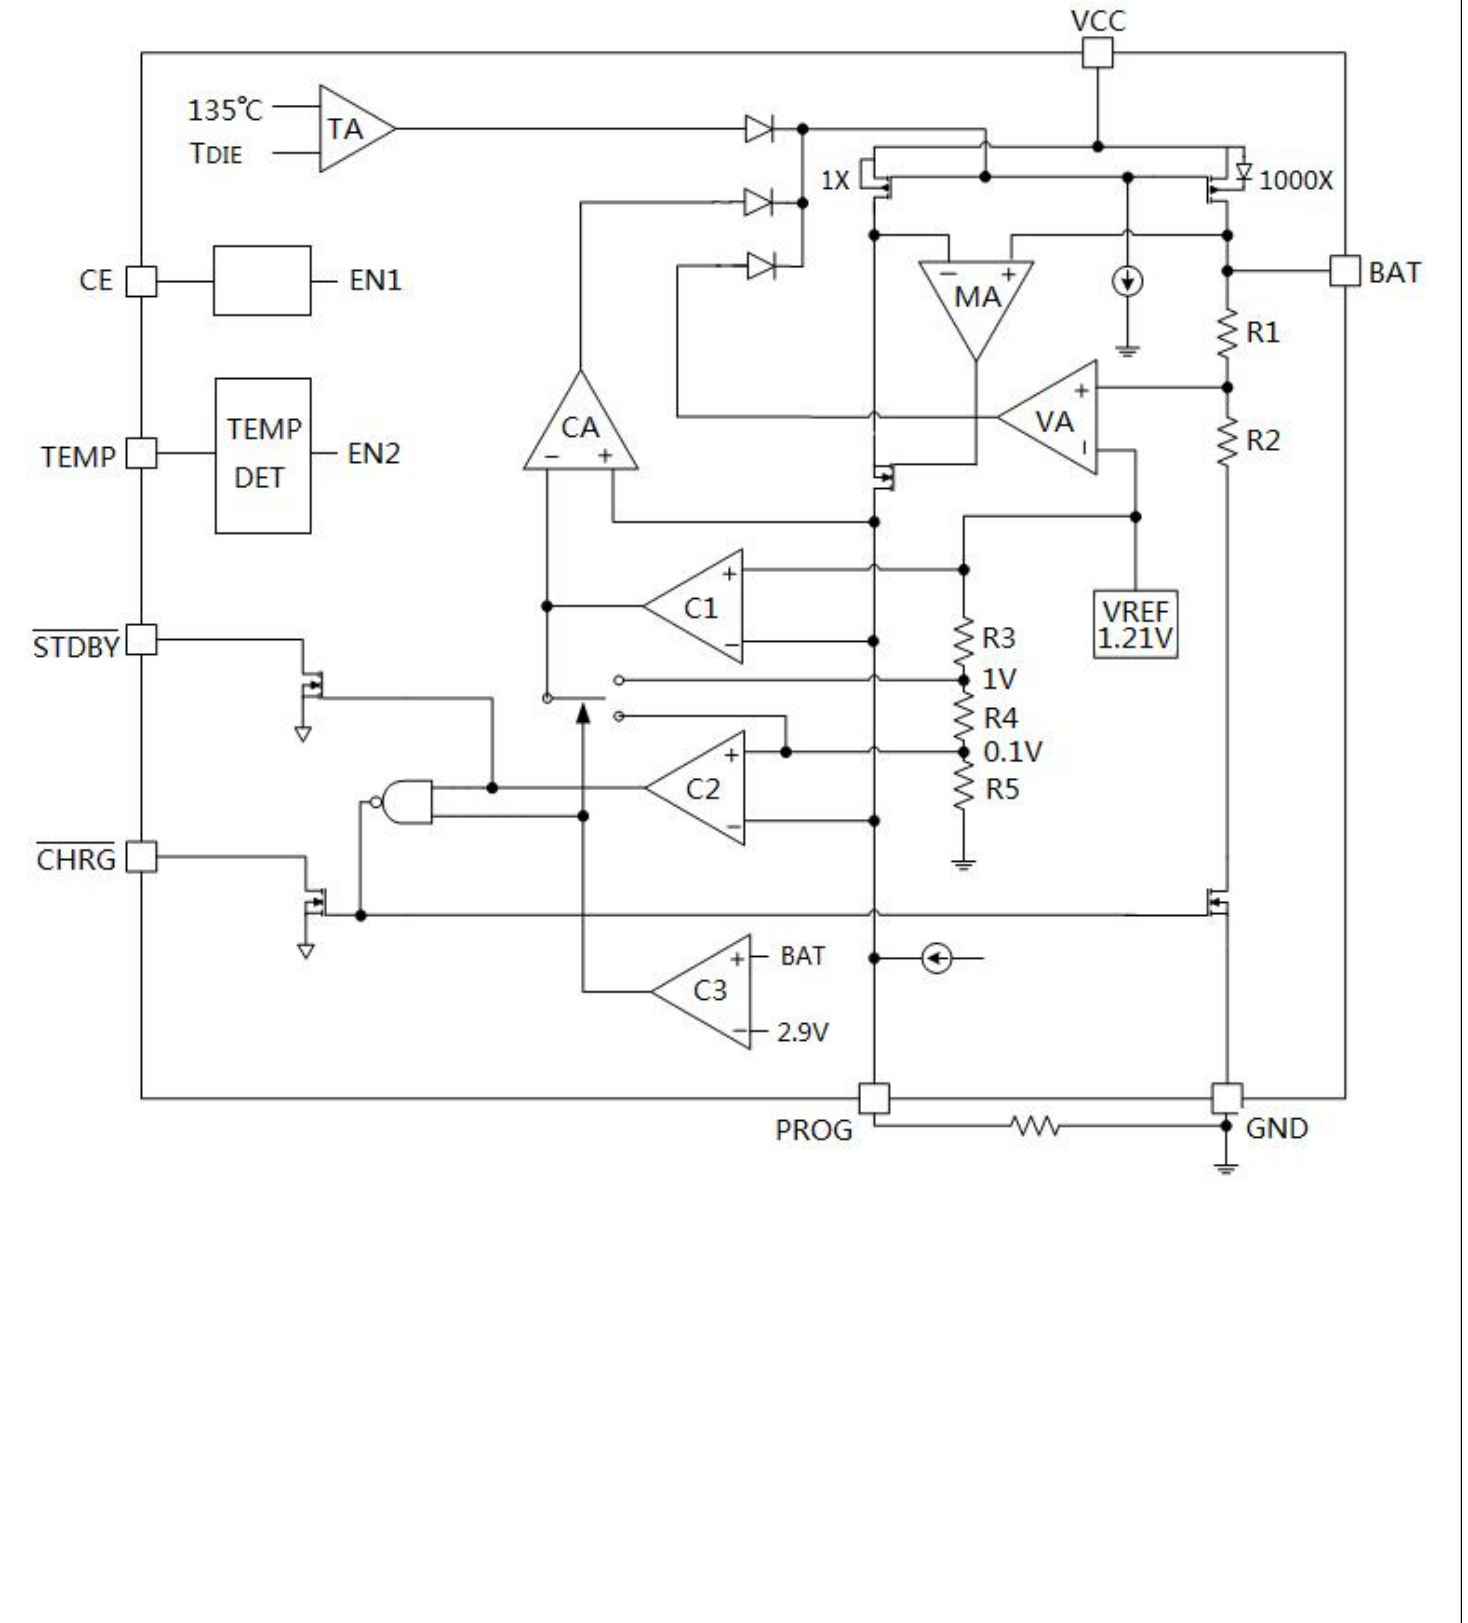 VCC
135℃
TA
TDIE
1X
1000X
CE
EN1
BAT
− +
MA
R1
TEMP
TEMP
DET
EN2
CA
− +
VA
+
−
R2
STDBY
C1
+
−
VREF
1.21V
R3
1V
R4
0.1V
R5
C2
+
−
CHRG
C3
+
BAT
−
2.9V
PROG
GND